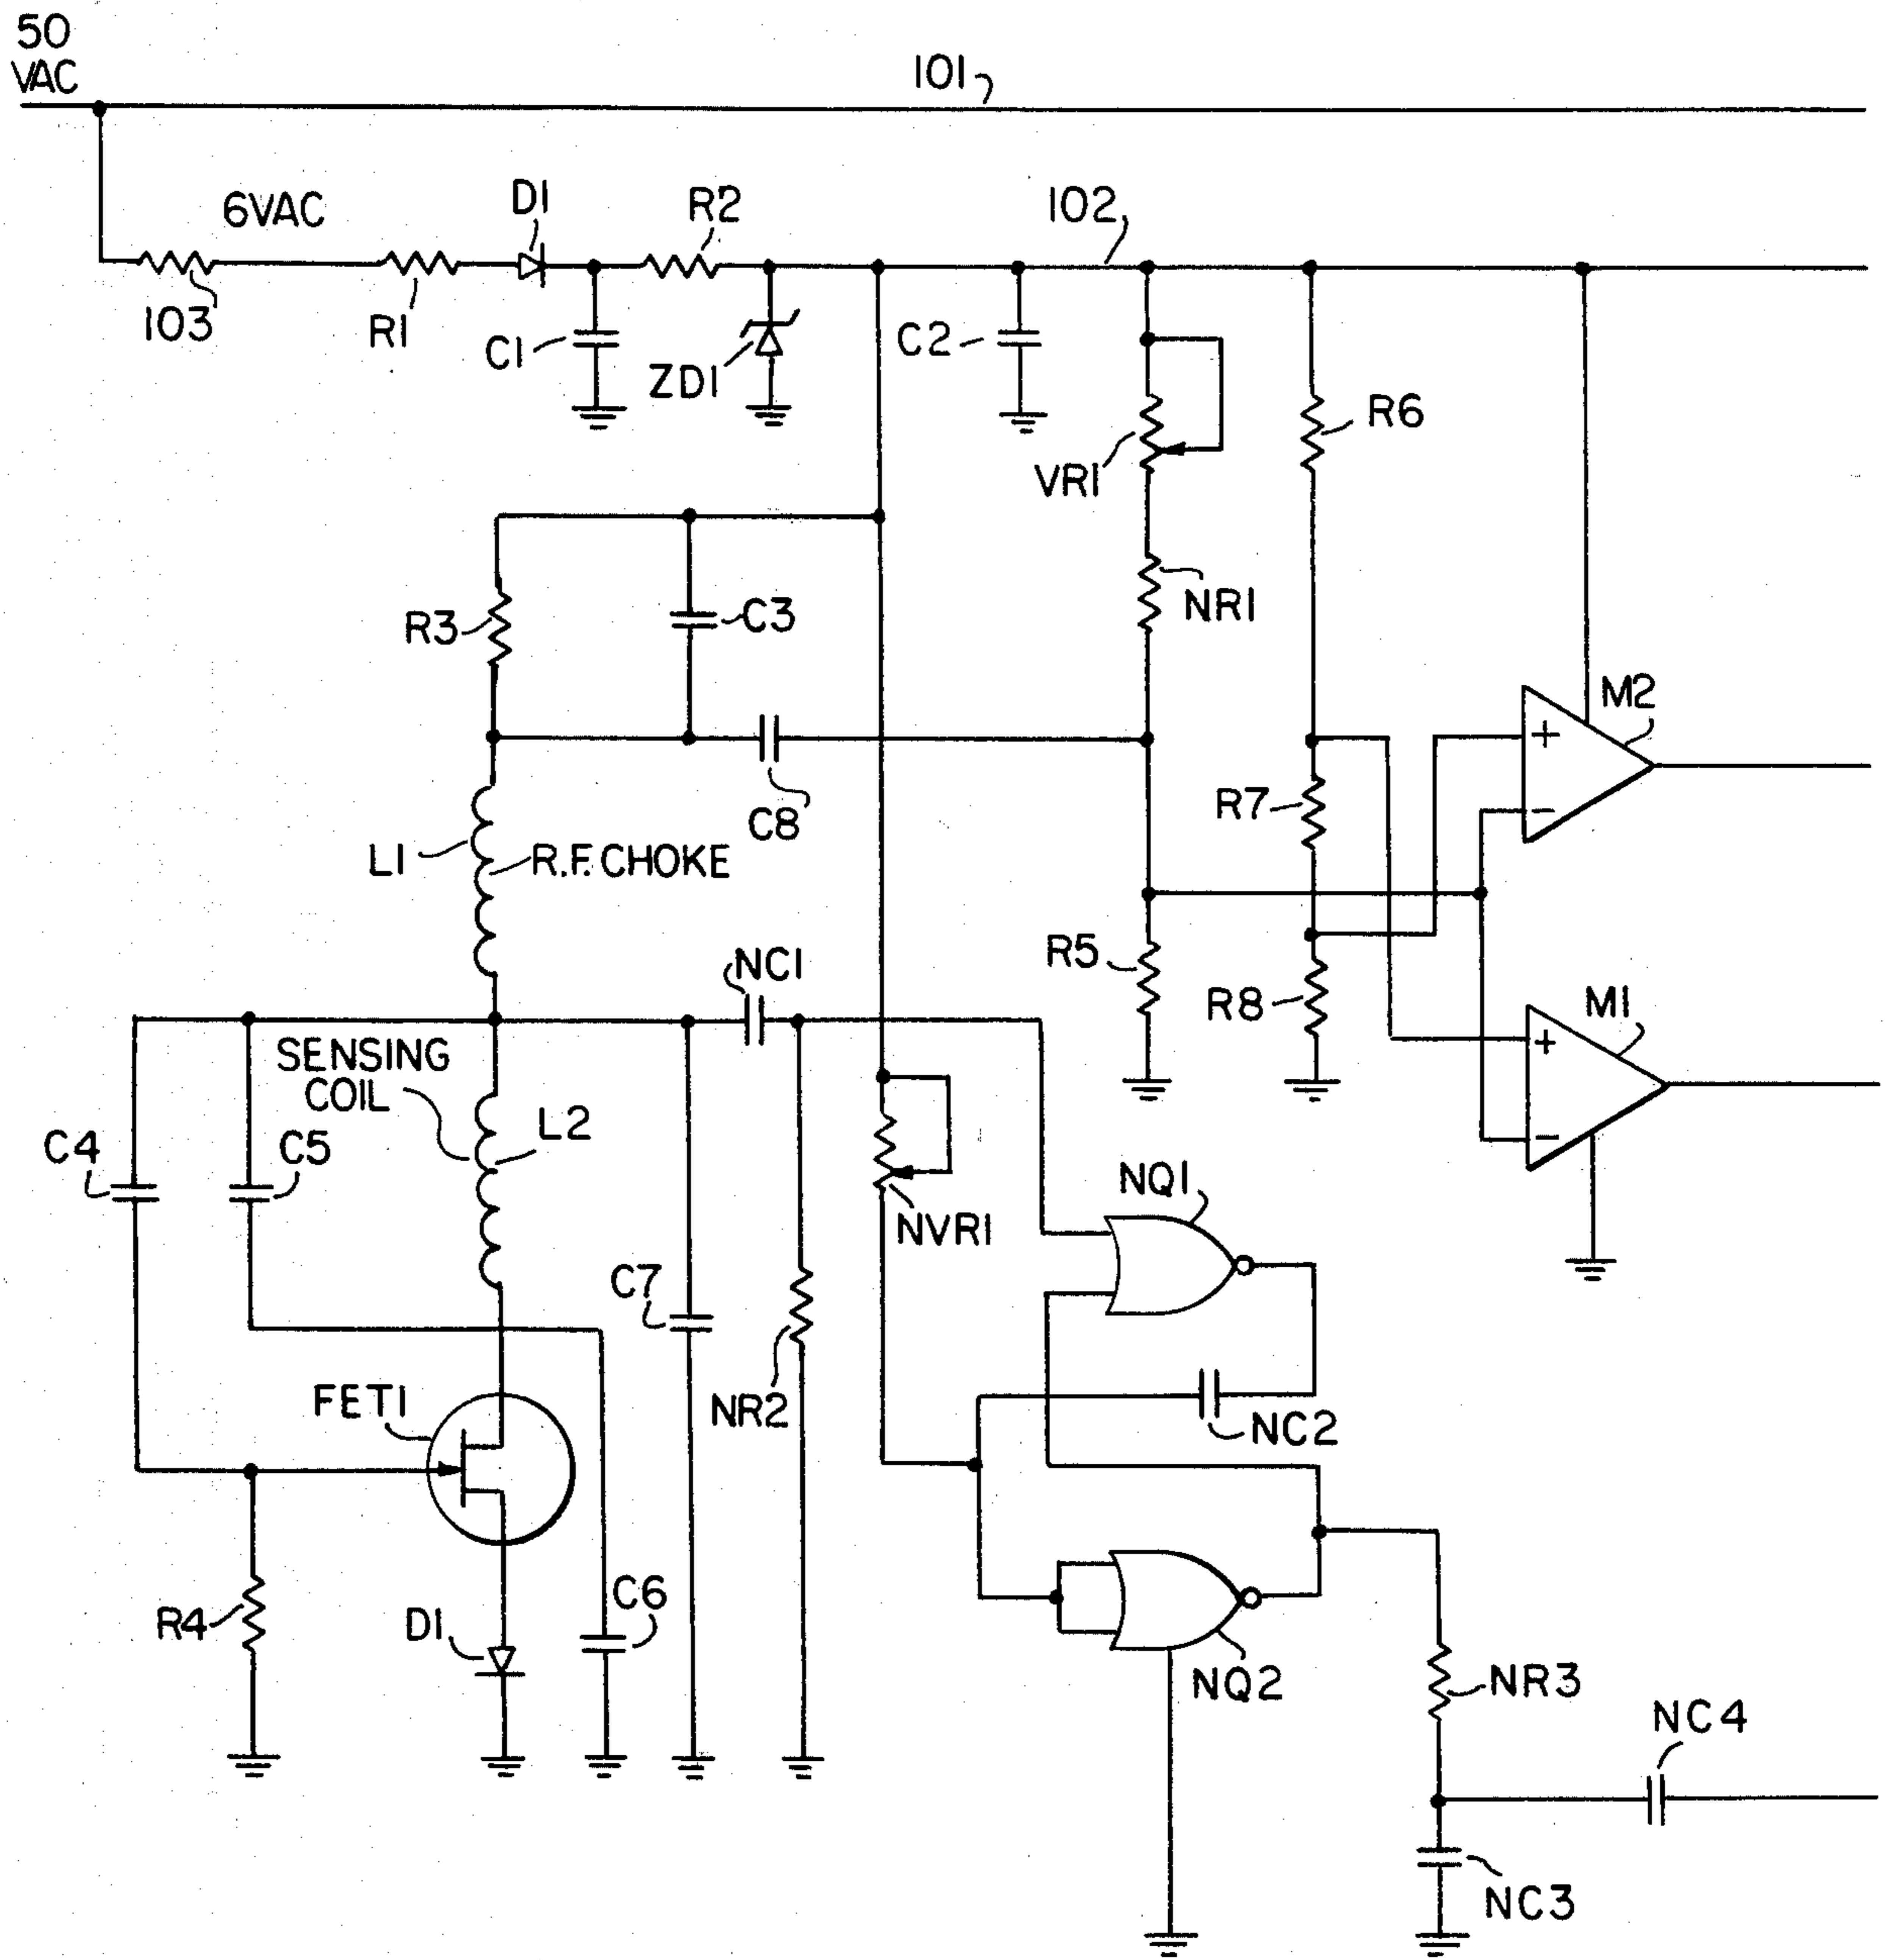 50
VAC
101
6VAC
D1
R2
102
103
R1
C1
ZD1
C2
VR1
R6
R3
C3
NR1
M2
+
-
L1
R.F. CHOKE
C8
R7
NC1
R5
R8
M1
+
-
SENSING
COIL
L2
C4
C5
NVR1
NQ1
C7
NR2
FET1
NC2
R4
D1
C6
NQ2
NR3
NC4
NC3